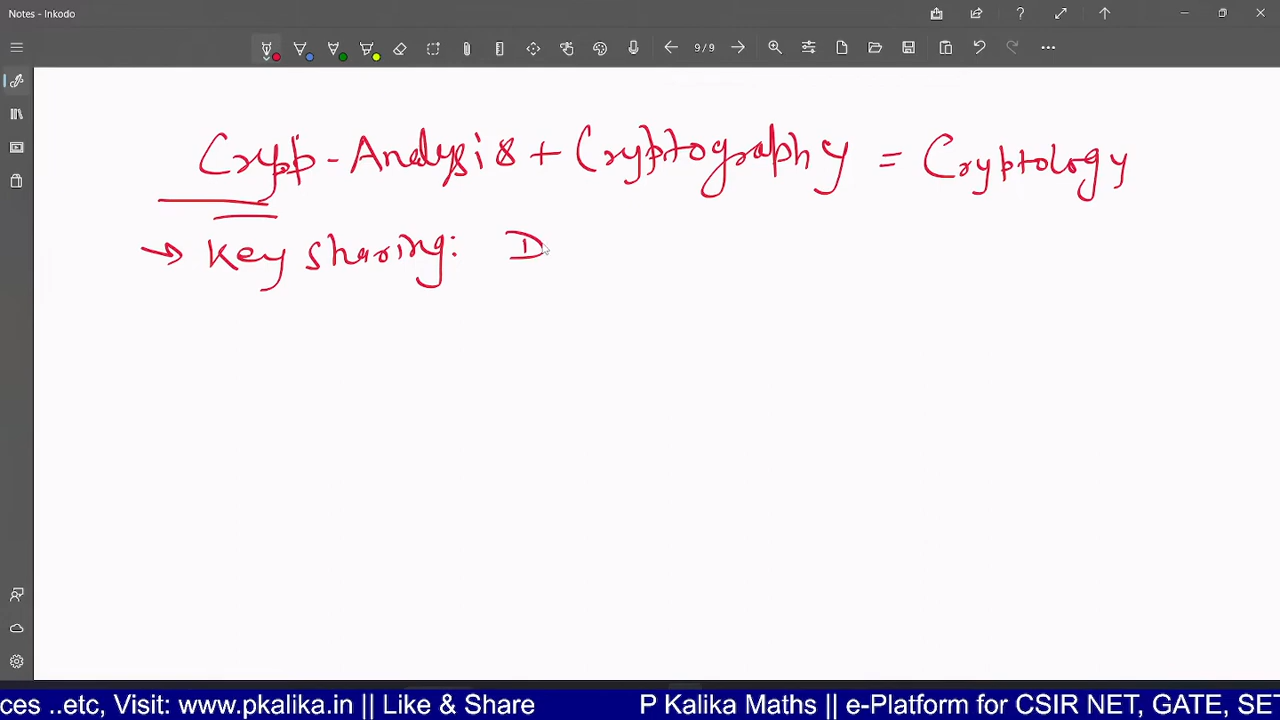 Notes - Inkodo
9/9
Crypp-Analysis + Cryptography = Cryptology
→ Key sharing: D
ces ..etc, Visit: www.pkalika.in || Like & Share P Kalika Maths || e-Platform for CSIR NET, GATE, SET